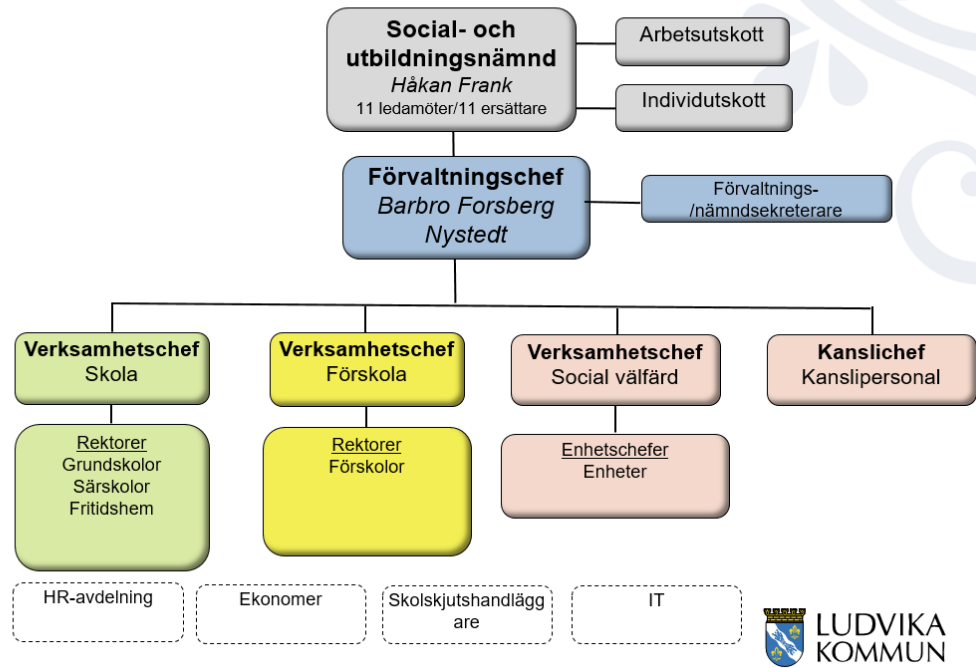 Social- och
utbildningsnämnd
Håkan Frank
11 ledamöter/11 ersättare
Arbetsutskott
Individutskott
Förvaltningschef
Barbro Forsberg
Nystedt
Förvaltnings-
/nämndsekreterare
Verksamhetschef
Skola
Verksamhetschef
Förskola
Verksamhetschef
Social välfärd
Kanslichef
Kanslipersonal
Rektorer
Grundskolor
Särskolor
Fritidshem
Rektorer
Förskolor
Enhetschefer
Enheter
HR-avdelning
Ekonomer
Skolskjutshandlägg
are
IT
LUDVIKA
KOMMUN